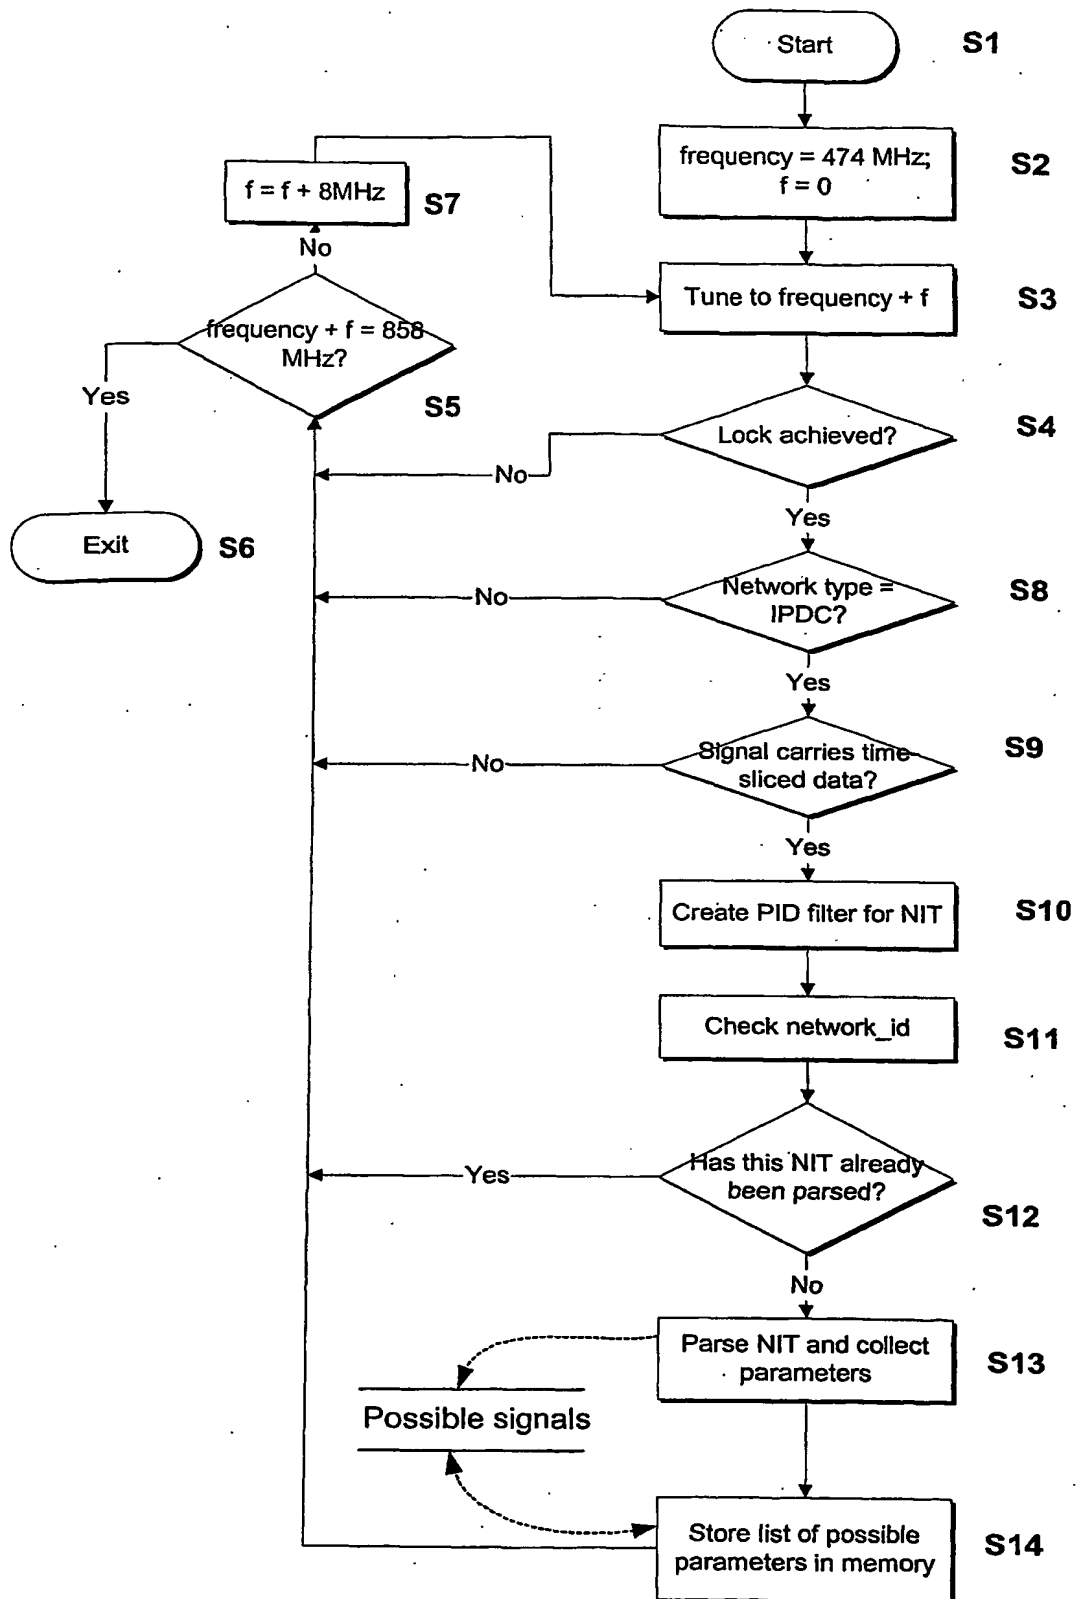 Start
S1
frequency = 474 MHz;
f = 0
S2
f = f + 8MHz
S7
No
Tune to frequency + f
S3
frequency + f = 858
MHz?
S5
Yes
Lock achieved?
S4
No
Yes
Exit
S6
Network type =
IPDC?
S8
No
Yes
Signal carries time-
sliced data?
S9
No
Yes
Create PID filter for NIT
S10
Check network_id
S11
Has this NIT already
been parsed?
S12
Yes
No
Parse NIT and collect
parameters
S13
Possible signals
Store list of possible
parameters in memory
S14